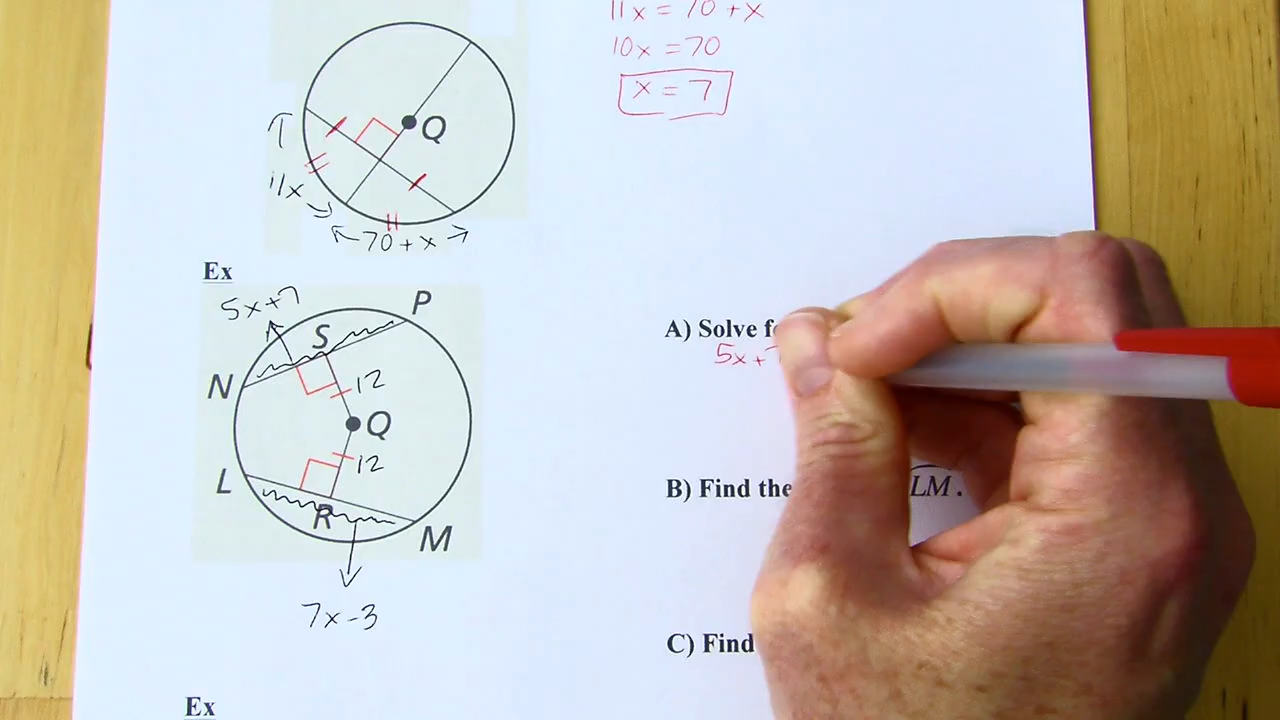 11x = 70 + x
10x = 70
x = 7
Q
11x
70 + x
Ex
5x+7
P
S
A) Solve
5x+7
N
12
Q
12
L
B) Find the LM.
R
M
7x-3
C) Find
Ex